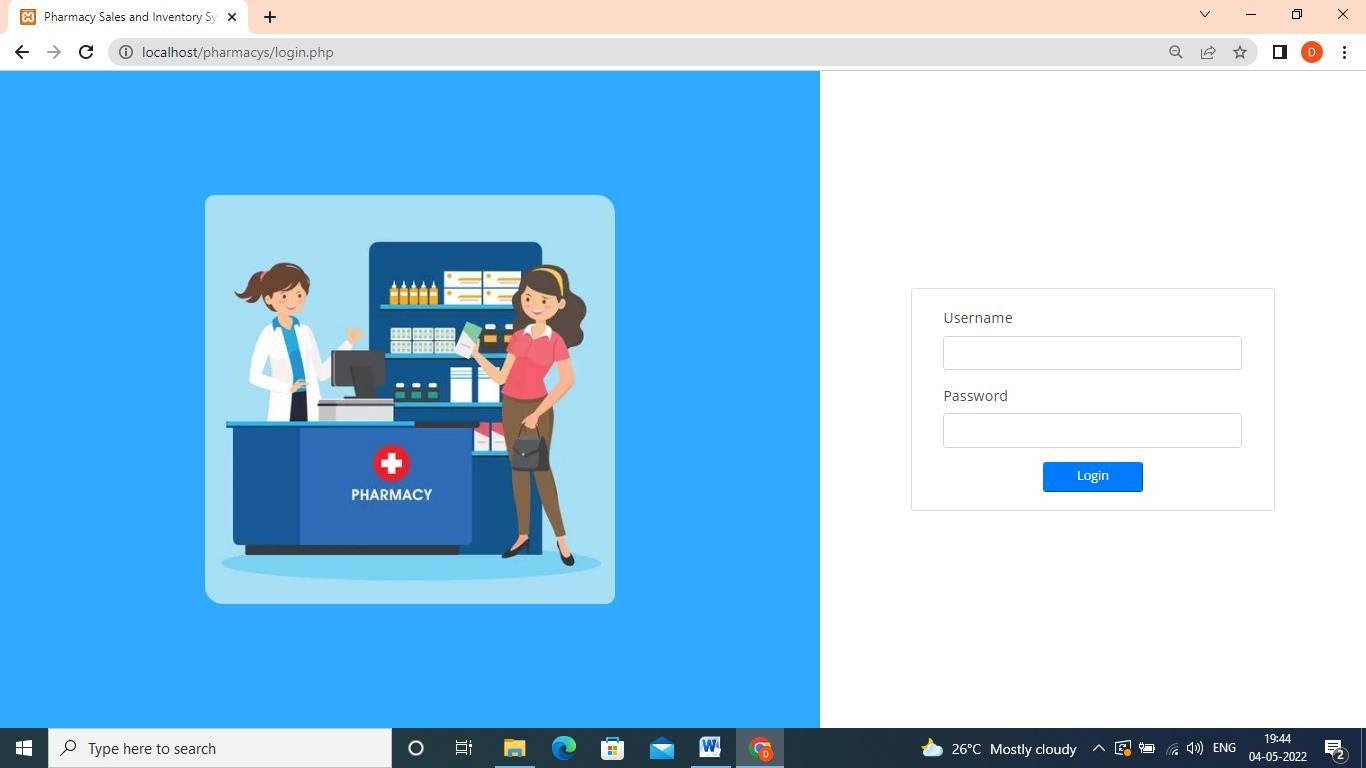 Pharmacy Sales and Inventory Sy
localhost/pharmacys/login.php
D
PHARMACY
Username
Password
Login
Type here to search
W
D
26°C Mostly cloudy
ENG
19:44
04-05-2022
2